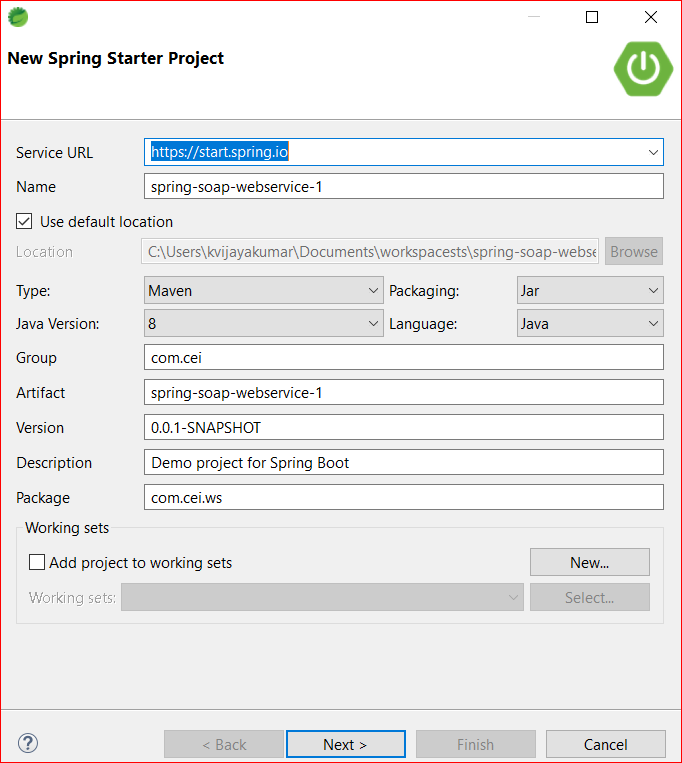 New Spring Starter Project
Service URL https://start.spring.io
Name spring-soap-webservice-1
Use default location
Location C:\Users\kvijayakumar\Documents\workspacests\spring-soap-webse Browse
Type: Maven Packaging: Jar
Java Version: 8 Language: Java
Group com.cei
Artifact spring-soap-webservice-1
Version 0.0.1-SNAPSHOT
Description Demo project for Spring Boot
Package com.cei.ws
Working sets
Add project to working sets New...
Working sets: Select...
? < Back Next > Finish Cancel